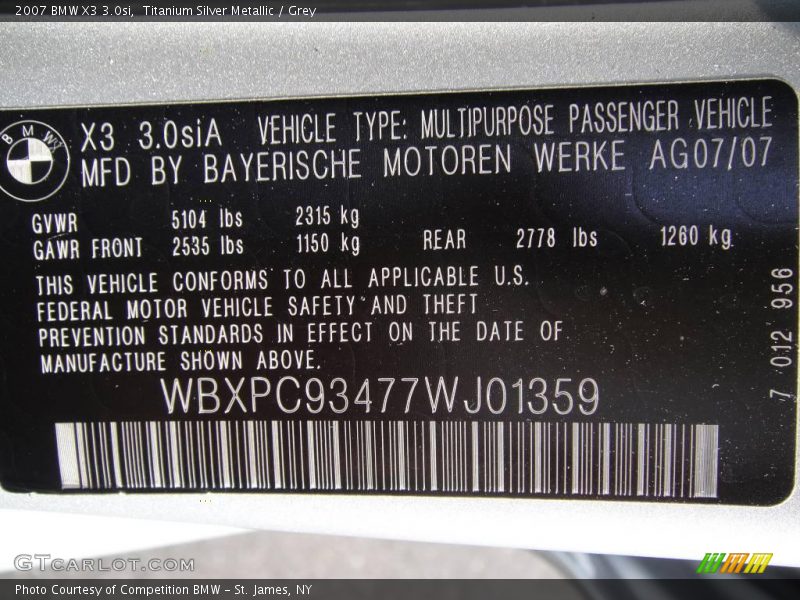 2007 BMW X3 3.0si, Titanium Silver Metallic / Grey
BMW X3 3.0siA VEHICLE TYPE: MULTIPURPOSE PASSENGER VEHICLE
MFD BY BAYERISCHE MOTOREN WERKE AG07/07
GVWR 5104 lbs 2315 kg
GAWR FRONT 2535 lbs 1150 kg REAR 2778 lbs 1260 kg
THIS VEHICLE CONFORMS TO ALL APPLICABLE U.S.
FEDERAL MOTOR VEHICLE SAFETY AND THEFT
PREVENTION STANDARDS IN EFFECT ON THE DATE OF
MANUFACTURE SHOWN ABOVE.
WBXPC93477WJ01359
7 012 956
GTCARLOT.COM
Photo Courtesy of Competition BMW - St. James, NY